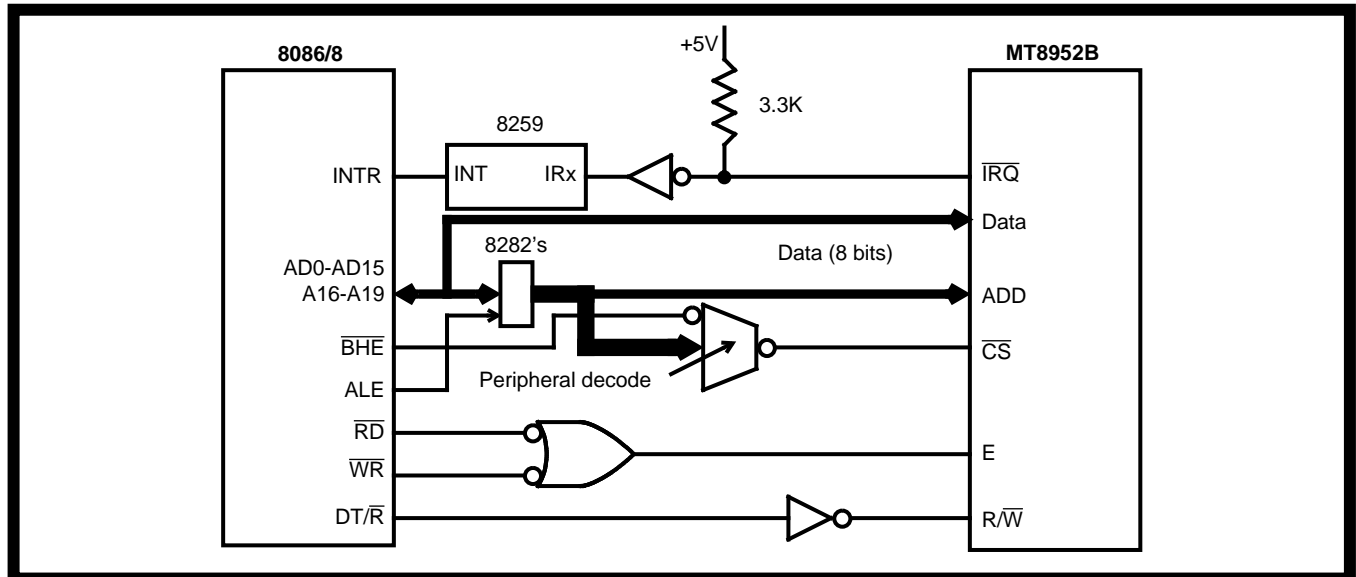 8086/8
+5V
MT8952B
3.3K
8259
INTR
INT
IRx
IRQ
Data
8282's
Data (8 bits)
AD0-AD15
A16-A19
ADD
BHE
CS
ALE
Peripheral decode
RD
E
WR
DT/R
R/W